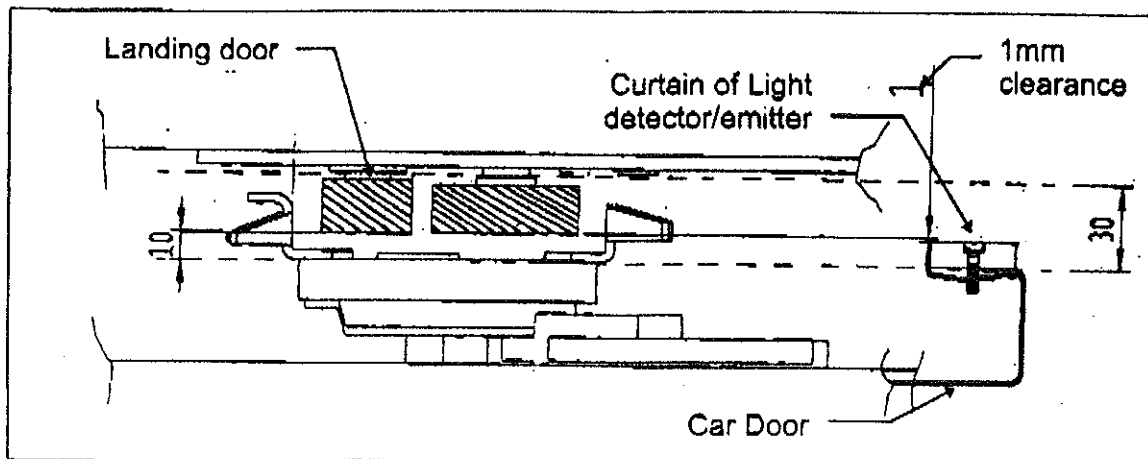 Landing door
1mm
clearance
Curtain of Light
detector/emitter
10
30
Car Door